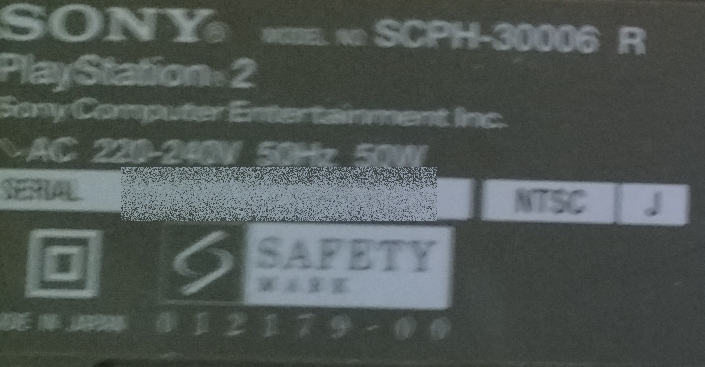 SONY® MODEL NO. SCPH-30006 R
PlayStation®2
Sony Computer Entertainment Inc.
~AC 220-240V 50Hz 50W
SERIAL NTSC J
SAFETY
MARK
MADE IN JAPAN 012179-00